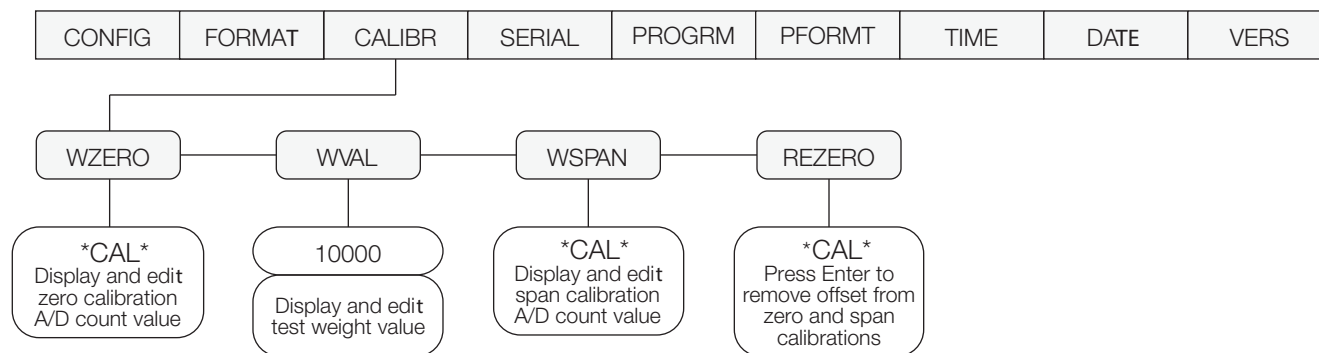 CONFIG FORMAT CALIBR SERIAL PROGRM PFORMT TIME DATE VERS
WZERO WVAL WSPAN REZERO
*CAL*
Display and edit
zero calibration
A/D count value
10000
Display and edit
test weight value
*CAL*
Display and edit
span calibration
A/D count value
*CAL*
Press Enter to
remove offset from
zero and span
calibrations